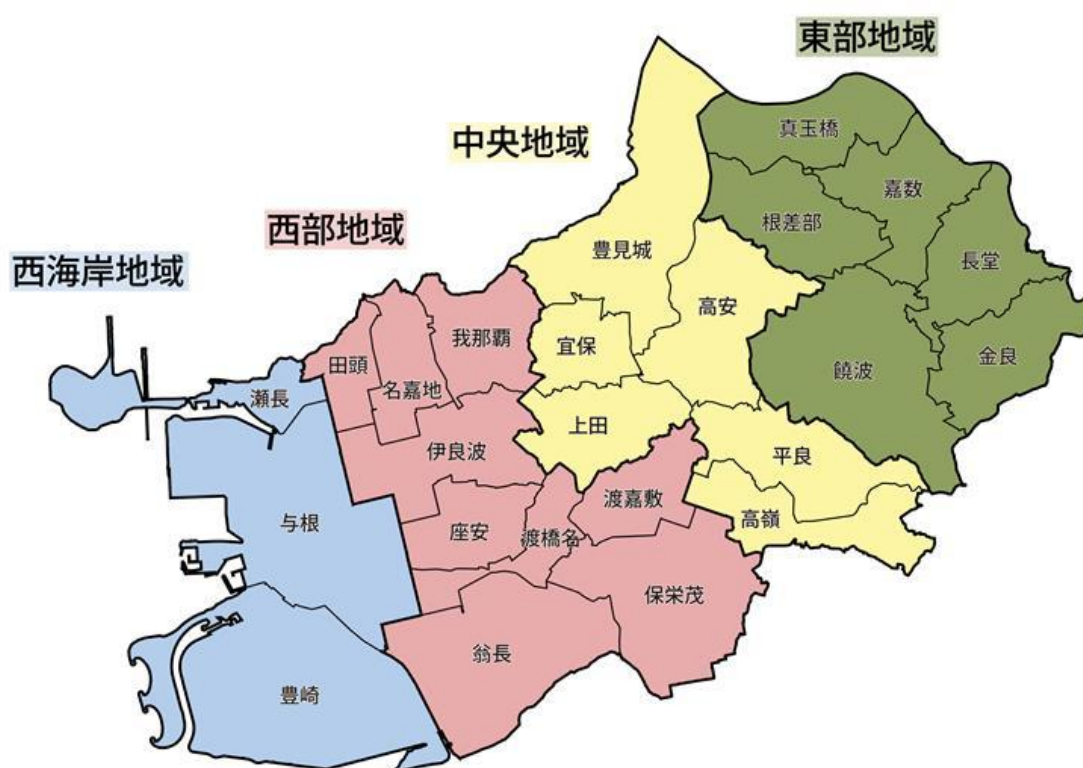 東部地域
中央地域
西部地域
西海岸地域
真玉橋
嘉数
根差部
長堂
豊見城
高安
金良
饒波
宜保
我那覇
田頭
名嘉地
瀬長
上田
伊良波
平良
渡嘉敷
高嶺
与根
座安
渡橋名
保栄茂
翁長
豊崎